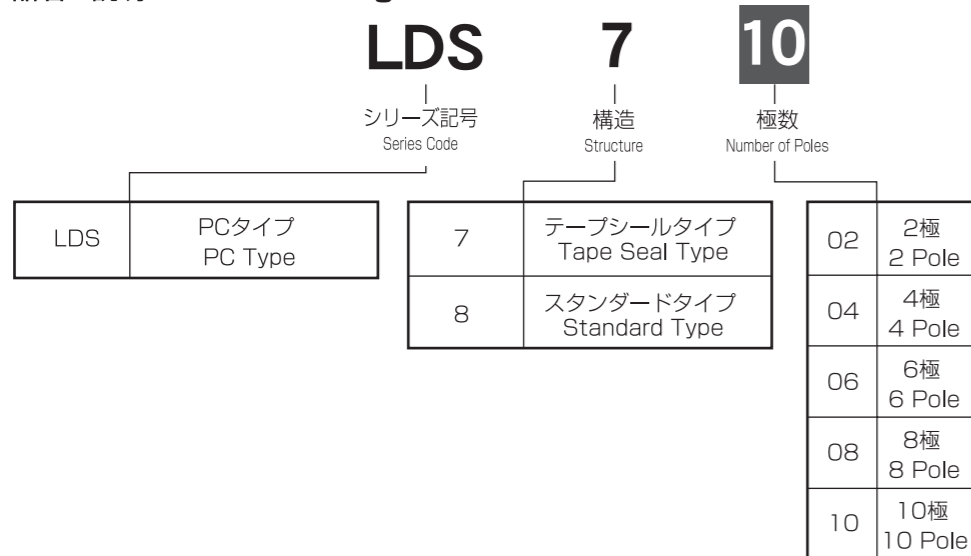 LDS 7 10
シリーズ記号 構造 極数
Series Code Structure Number of Poles
LDS PCタイプ
PC Type
7 テープシールタイプ
Tape Seal Type
8 スタンダードタイプ
Standard Type
02 2極
2 Pole
04 4極
4 Pole
06 6極
6 Pole
08 8極
8 Pole
10 10極
10 Pole